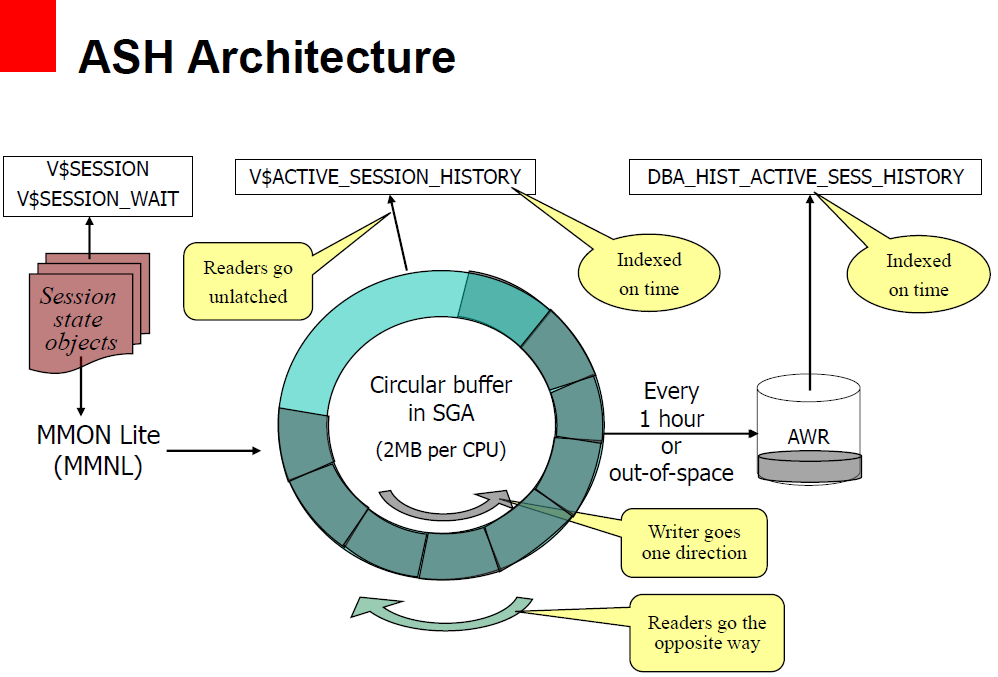 ASH Architecture
V$SESSION
V$SESSION_WAIT
V$ACTIVE_SESSION_HISTORY
DBA_HIST_ACTIVE_SESS_HISTORY
Readers go
unlatched
Indexed
on time
Indexed
on time
Session
state
objects
MMON Lite
(MMNL)
Circular buffer
in SGA
(2MB per CPU)
Every
1 hour
or
out-of-space
AWR
Writer goes
one direction
Readers go the
opposite way